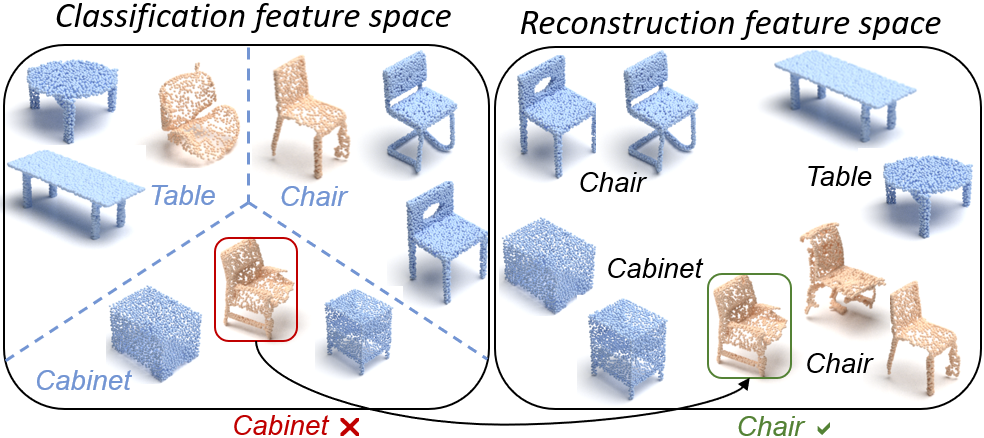 Classification feature space
Reconstruction feature space
Table
Chair
Cabinet
Cabinet
Chair
Table
Cabinet
Chair
Chair